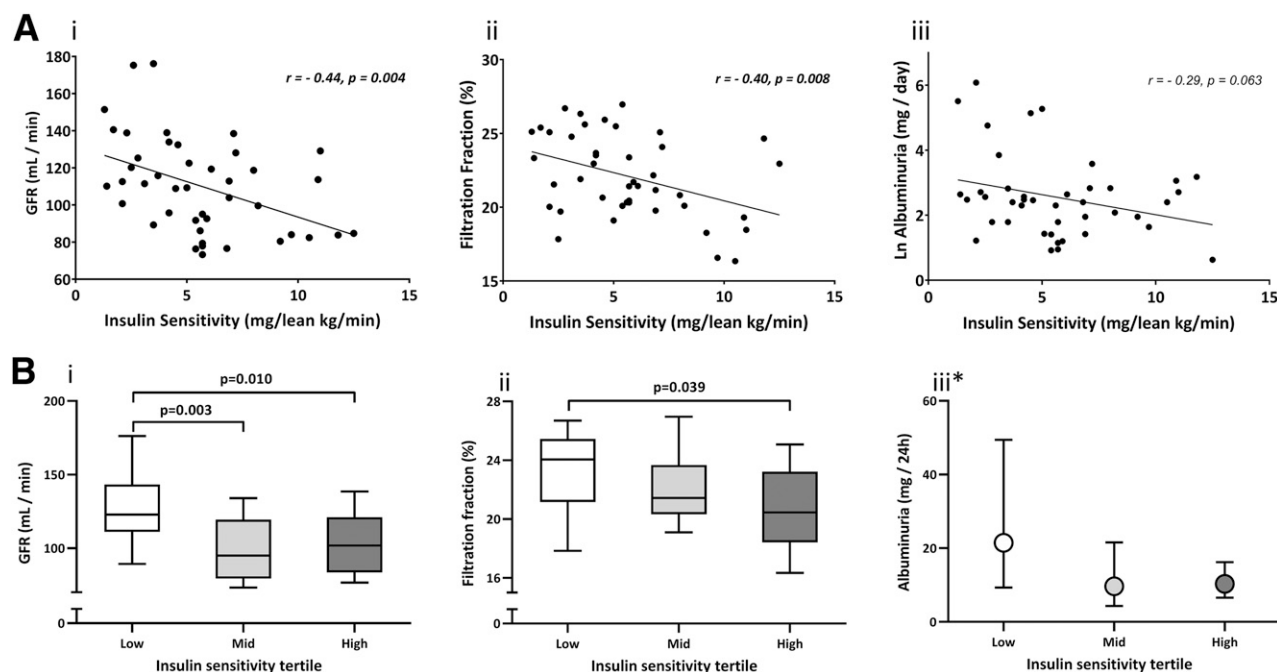 A
i
r = - 0.44, p = 0.004
GFR (mL / min)
180
160
140
120
100
80
60
0
5
10
15
Insulin Sensitivity (mg/lean kg/min)
ii
r = - 0.40, p = 0.008
Filtration Fraction (%)
30
25
20
15
0
5
10
15
Insulin Sensitivity (mg/lean kg/min)
iii
r = - 0.29, p = 0.063
Ln Albuminuria (mg / day)
6
4
2
0
0
5
10
15
Insulin Sensitivity (mg/lean kg/min)
B
i
p=0.010
p=0.003
GFR (mL / min)
200
150
100
0
Low
Mid
High
Insulin sensitivity tertile
ii
p=0.039
Filtration fraction (%)
28
24
20
16
0
Low
Mid
High
Insulin sensitivity tertile
iii*
Albuminuria (mg / 24h)
60
40
20
0
Low
Mid
High
Insulin sensitivity tertile